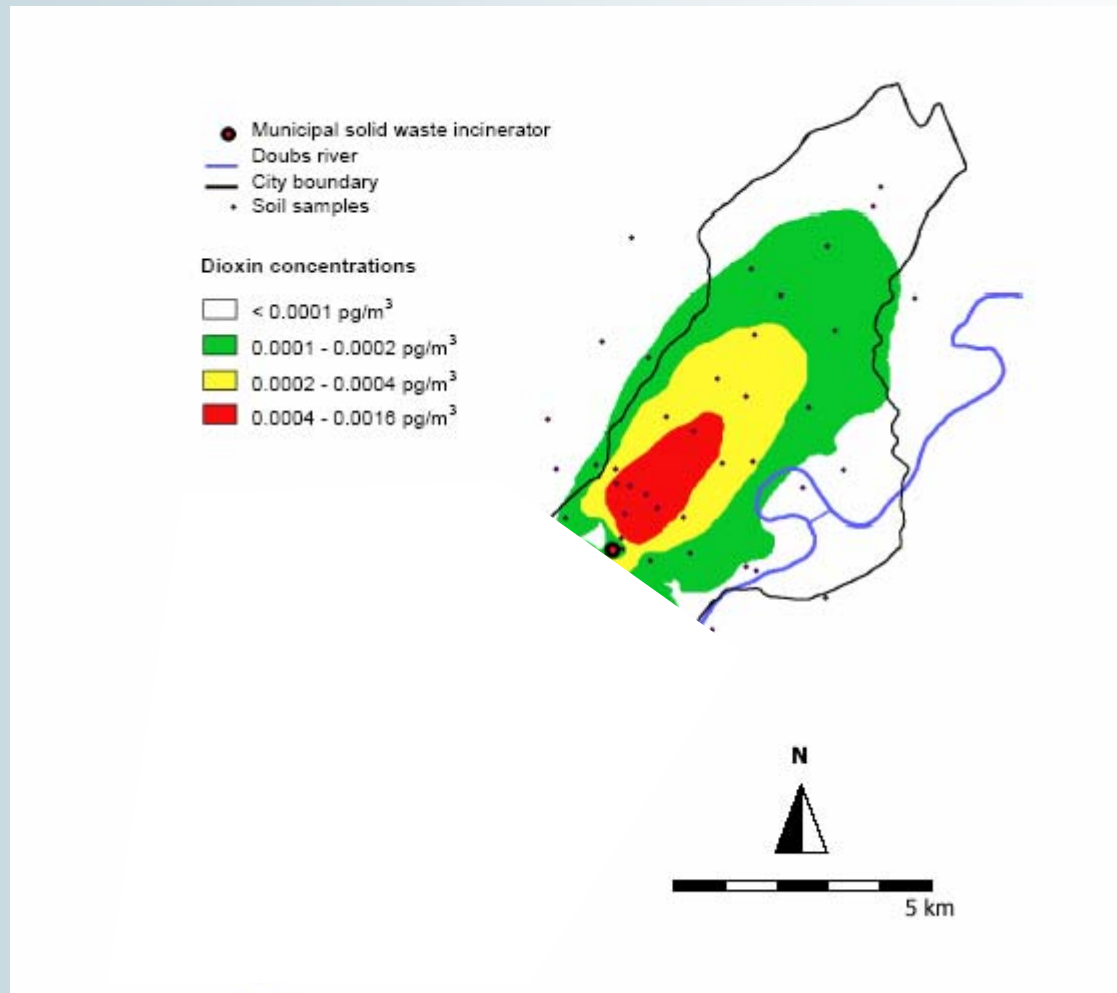 Municipal solid waste incinerator
Doubs river
City boundary
Soil samples
Dioxin concentrations
< 0.0001 pg/m³
0.0001 - 0.0002 pg/m³
0.0002 - 0.0004 pg/m³
0.0004 - 0.0016 pg/m³
N
5 km